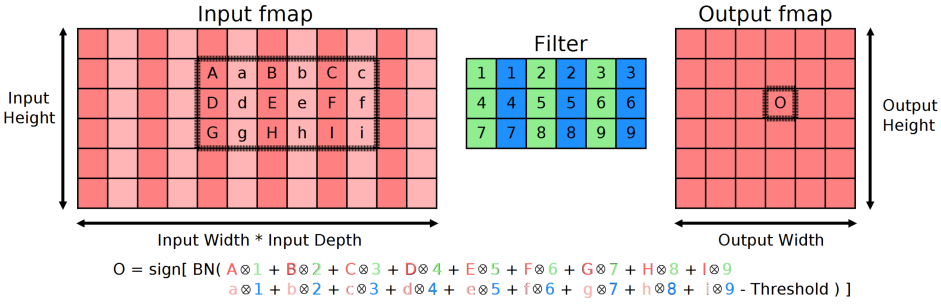 Input fmap
Output fmap
Filter
Input
Height
A a B b C c
D d E e F f
G g H h I i
1 1 2 2 3 3
4 4 5 5 6 6
7 7 8 8 9 9
O
Output
Height
Input Width * Input Depth
Output Width
O = sign[ BN( A⊗1 + B⊗2 + C⊗3 + D⊗4 + E⊗5 + F⊗6 + G⊗7 + H⊗8 + I⊗9
a⊗1 + b⊗2 + c⊗3 + d⊗4 + e⊗5 + f⊗6 + g⊗7 + h⊗8 + i⊗9 - Threshold ) ]